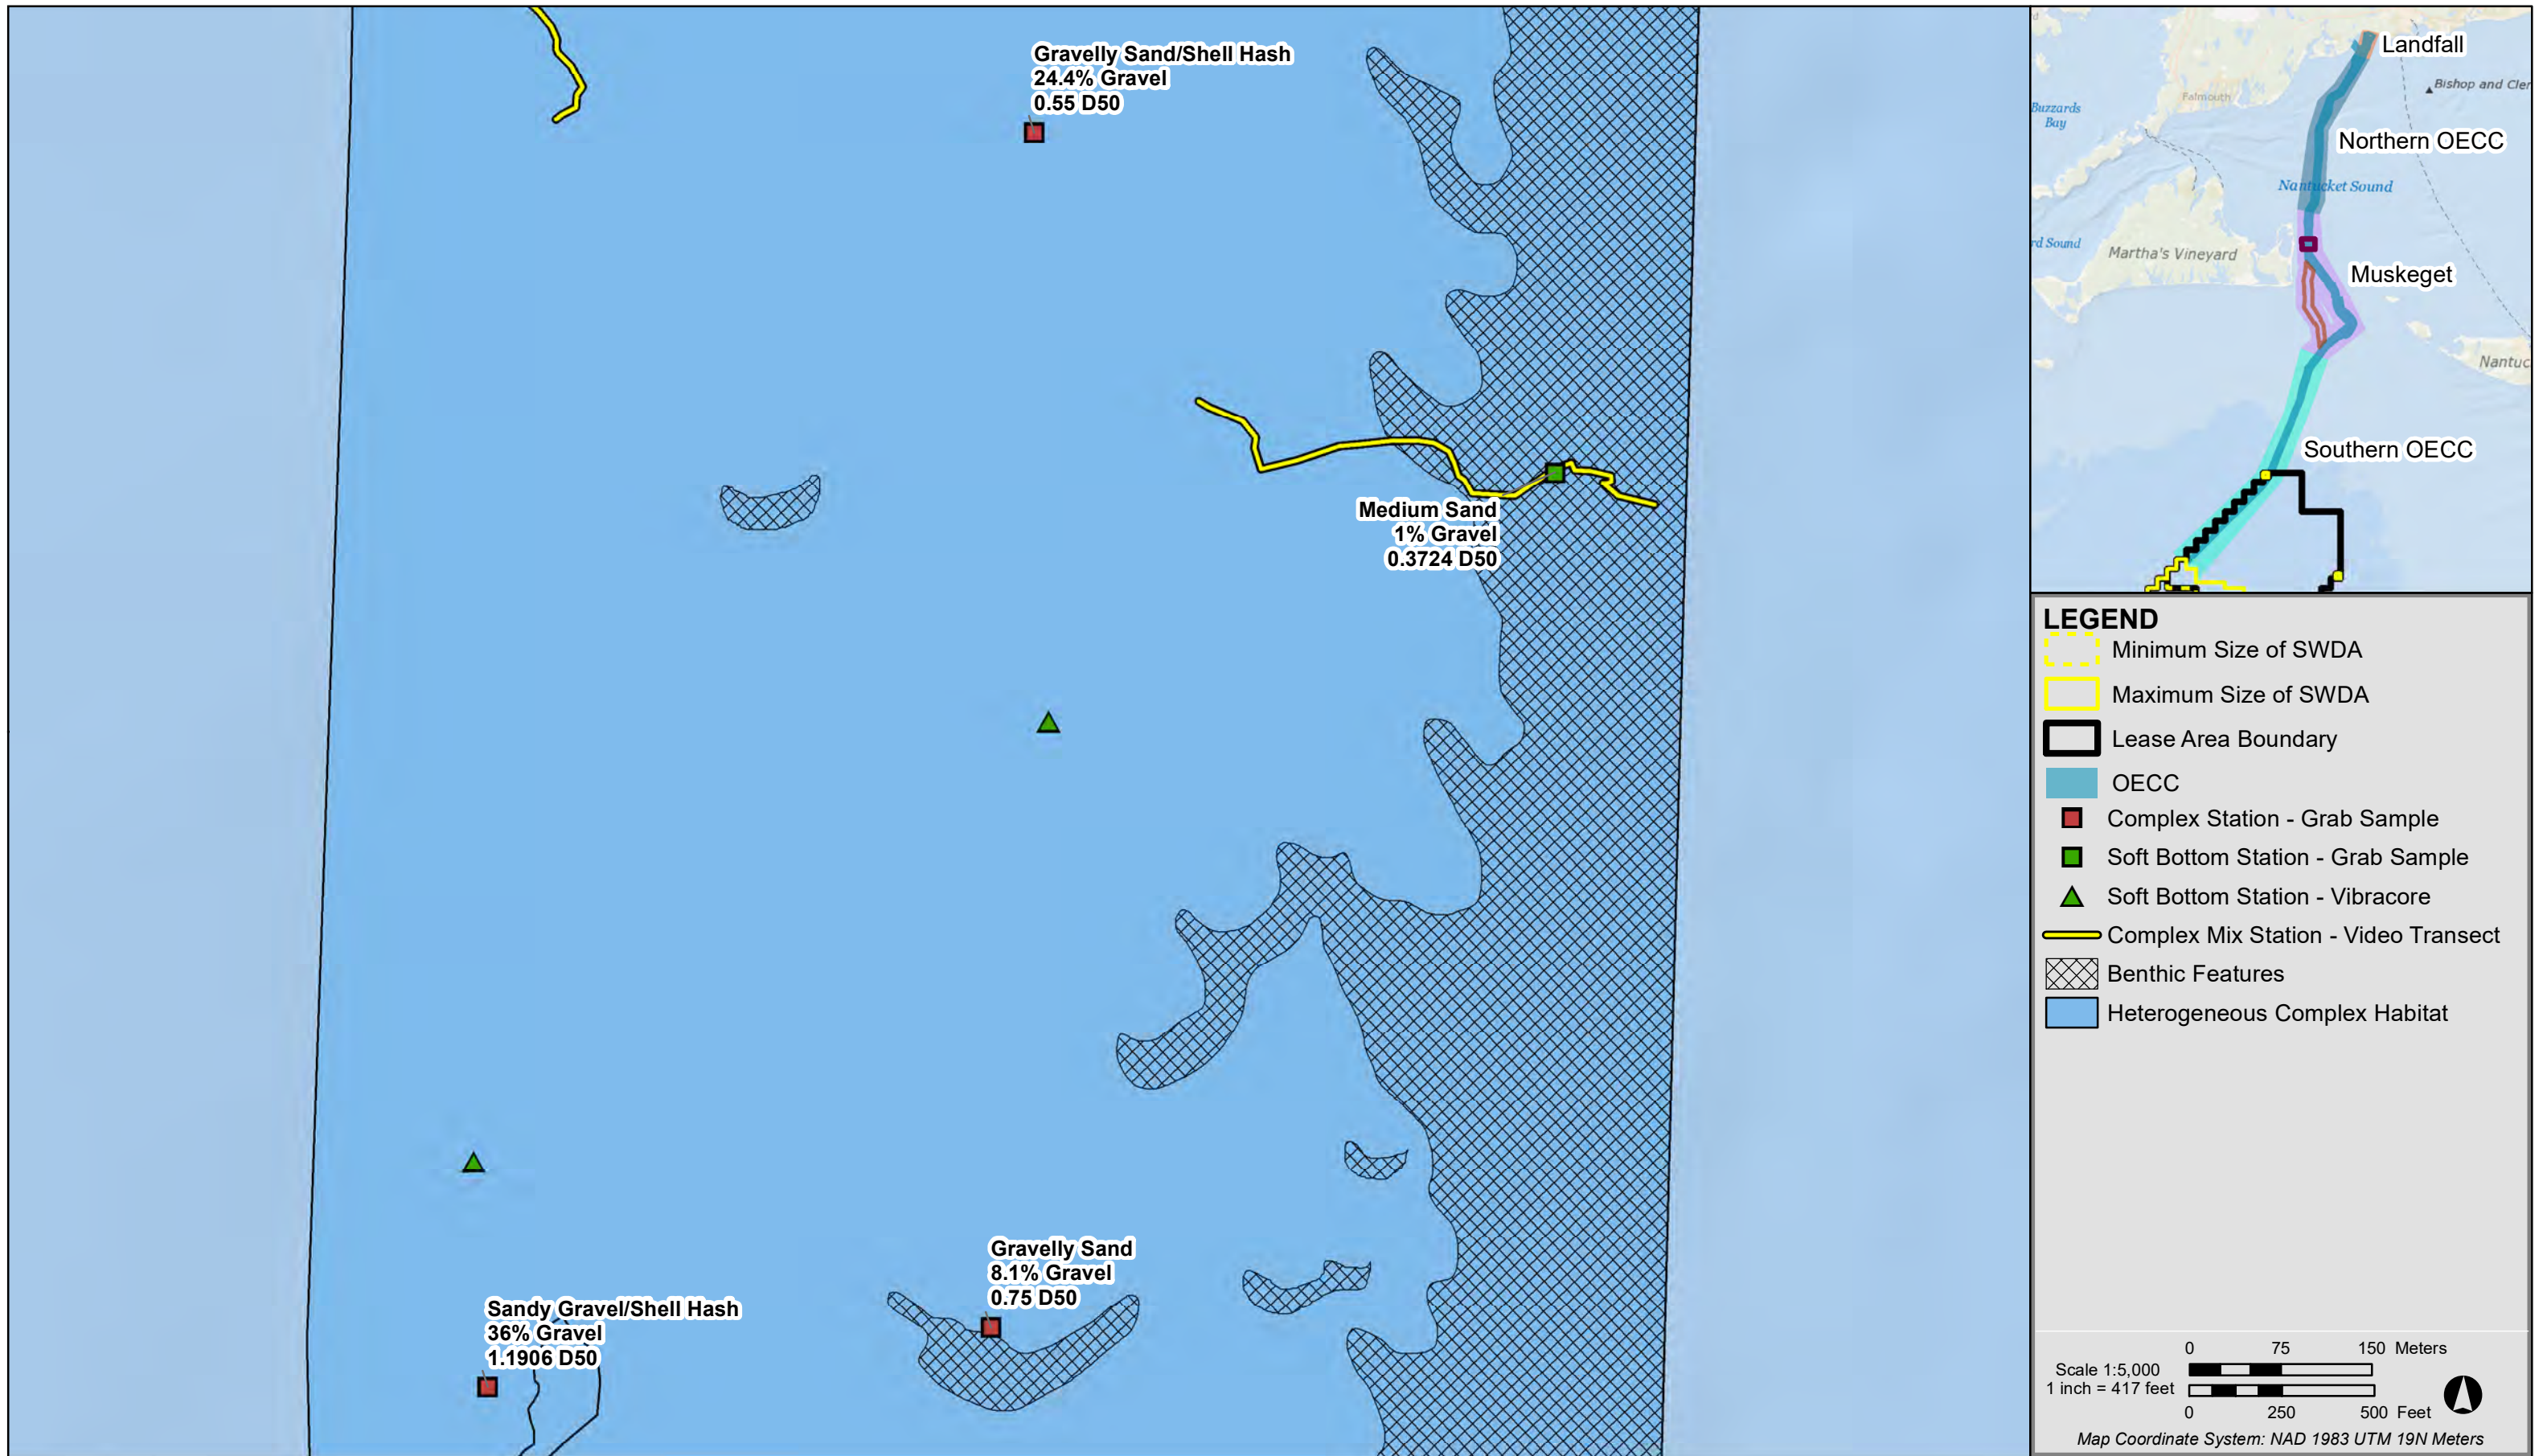 Gravelly Sand/Shell Hash
24.4% Gravel
0.55 D50
Medium Sand
1% Gravel
0.3724 D50
Gravelly Sand
8.1% Gravel
0.75 D50
Sandy Gravel/Shell Hash
36% Gravel
1.1906 D50
Landfall
Bishop and Cler
Falmouth
Buzzards
Bay
Northern OECC
Nantucket Sound
rd Sound
Martha's Vineyard
Muskeget
Nantuc
Southern OECC
LEGEND
Minimum Size of SWDA
Maximum Size of SWDA
Lease Area Boundary
OECC
Complex Station - Grab Sample
Soft Bottom Station - Grab Sample
Soft Bottom Station - Vibracore
Complex Mix Station - Video Transect
Benthic Features
Heterogeneous Complex Habitat
0 75 150 Meters
Scale 1:5,000
1 inch = 417 feet
0 250 500 Feet
Map Coordinate System: NAD 1983 UTM 19N Meters